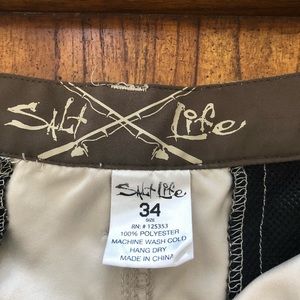 Salt Life
Salt Life
34
SIZE
RN: # 125353
100% POLYESTER
MACHINE WASH COLD
HANG DRY
MADE IN CHINA